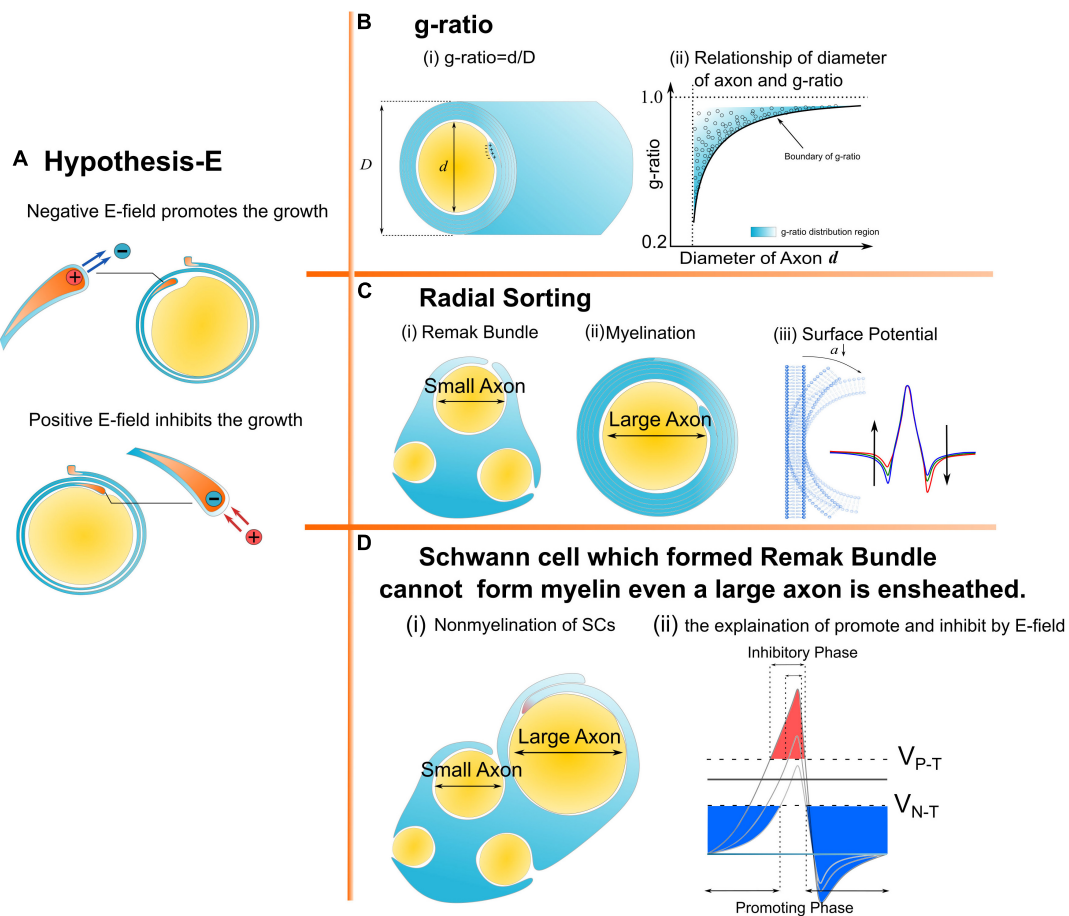 A Hypothesis-E
Negative E-field promotes the growth
+
−
Positive E-field inhibits the growth
−
+
B g-ratio
(i) g-ratio=d/D
D
d
(ii) Relationship of diameter
of axon and g-ratio
1.0
g-ratio
Boundary of g-ratio
g-ratio distribution region
0.2
Diameter of Axon d
C Radial Sorting
(i) Remak Bundle
Small Axon
(ii)Myelination
Large Axon
(iii) Surface Potential
a↓
D Schwann cell which formed Remak Bundle
cannot form myelin even a large axon is ensheathed.
(i) Nonmyelination of SCs
Large Axon
Small Axon
(ii) the explaination of promote and inhibit by E-field
Inhibitory Phase
VP-T
VN-T
Promoting Phase